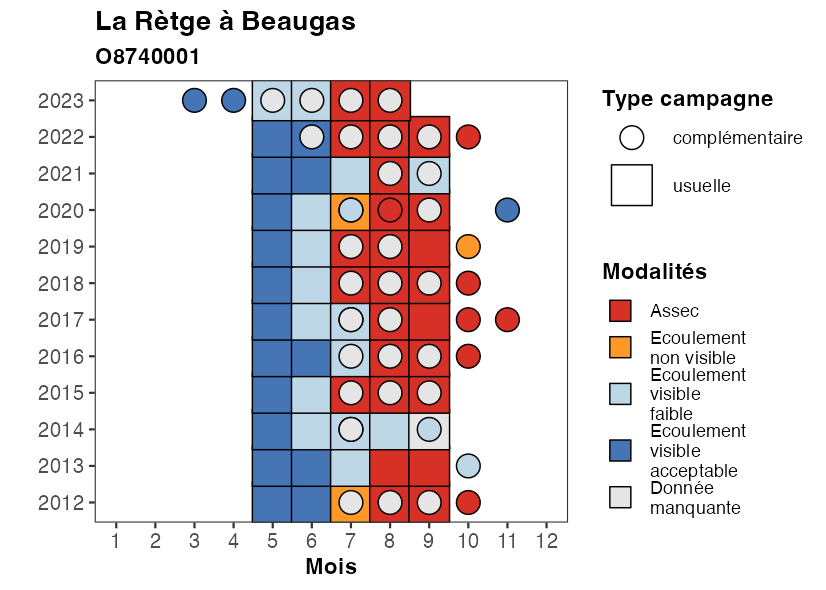 La Rètge à Beaugas
O8740001
2023
2022
2021
2020
2019
2018
2017
2016
2015
2014
2013
2012
1 2 3 4 5 6 7 8 9 10 11 12
Mois
Type campagne
complémentaire
usuelle
Modalités
Assec
Ecoulement
non visible
Ecoulement
visible
faible
Ecoulement
visible
acceptable
Donnée
manquante